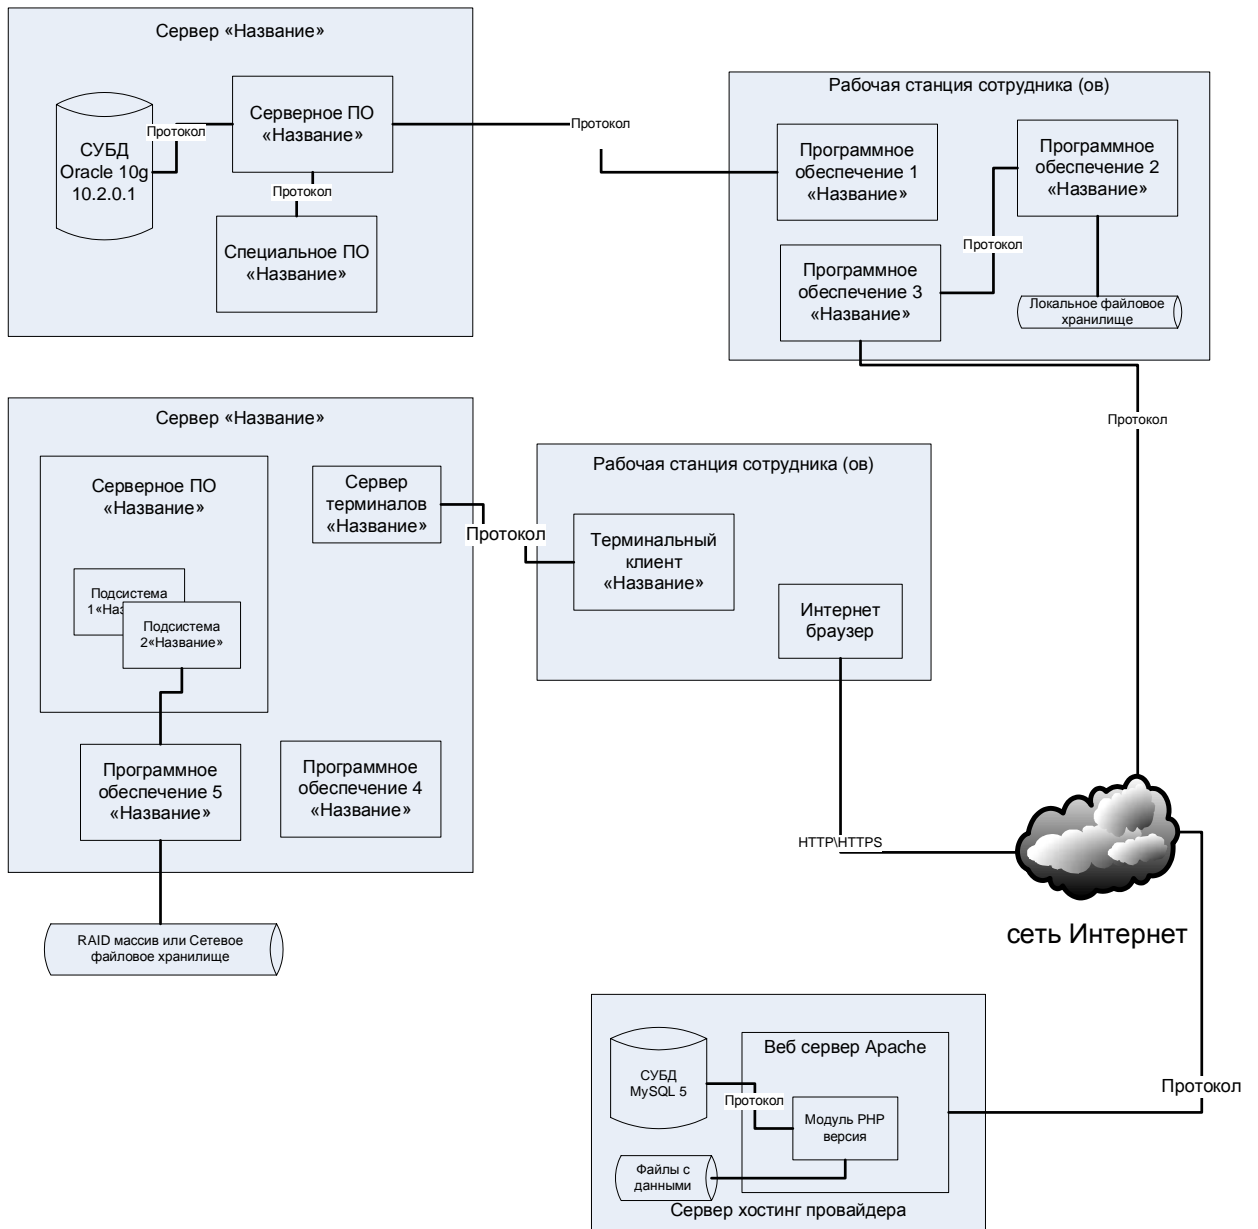 Сервер «Название»
СУБД
Oracle 10g
10.2.0.1
Протокол
Серверное ПО
«Название»
Протокол
Специальное ПО
«Название»
Протокол
Рабочая станция сотрудника (ов)
Программное
обеспечение 1
«Название»
Программное
обеспечение 2
«Название»
Протокол
Программное
обеспечение 3
«Название»
Локальное файловое
хранилище
Протокол
Сервер «Название»
Серверное ПО
«Название»
Подсистема
1«Наз
Подсистема
2«Название»
Сервер
терминалов
«Название»
Протокол
Программное
обеспечение 5
«Название»
Программное
обеспечение 4
«Название»
RAID массив или Сетевое
файловое хранилище
Рабочая станция сотрудника (ов)
Терминальный
клиент
«Название»
Интернет
браузер
HTTP\HTTPS
сеть Интернет
Протокол
СУБД
MySQL 5
Протокол
Веб сервер Apache
Модуль PHP
версия
Файлы с
данными
Сервер хостинг провайдера